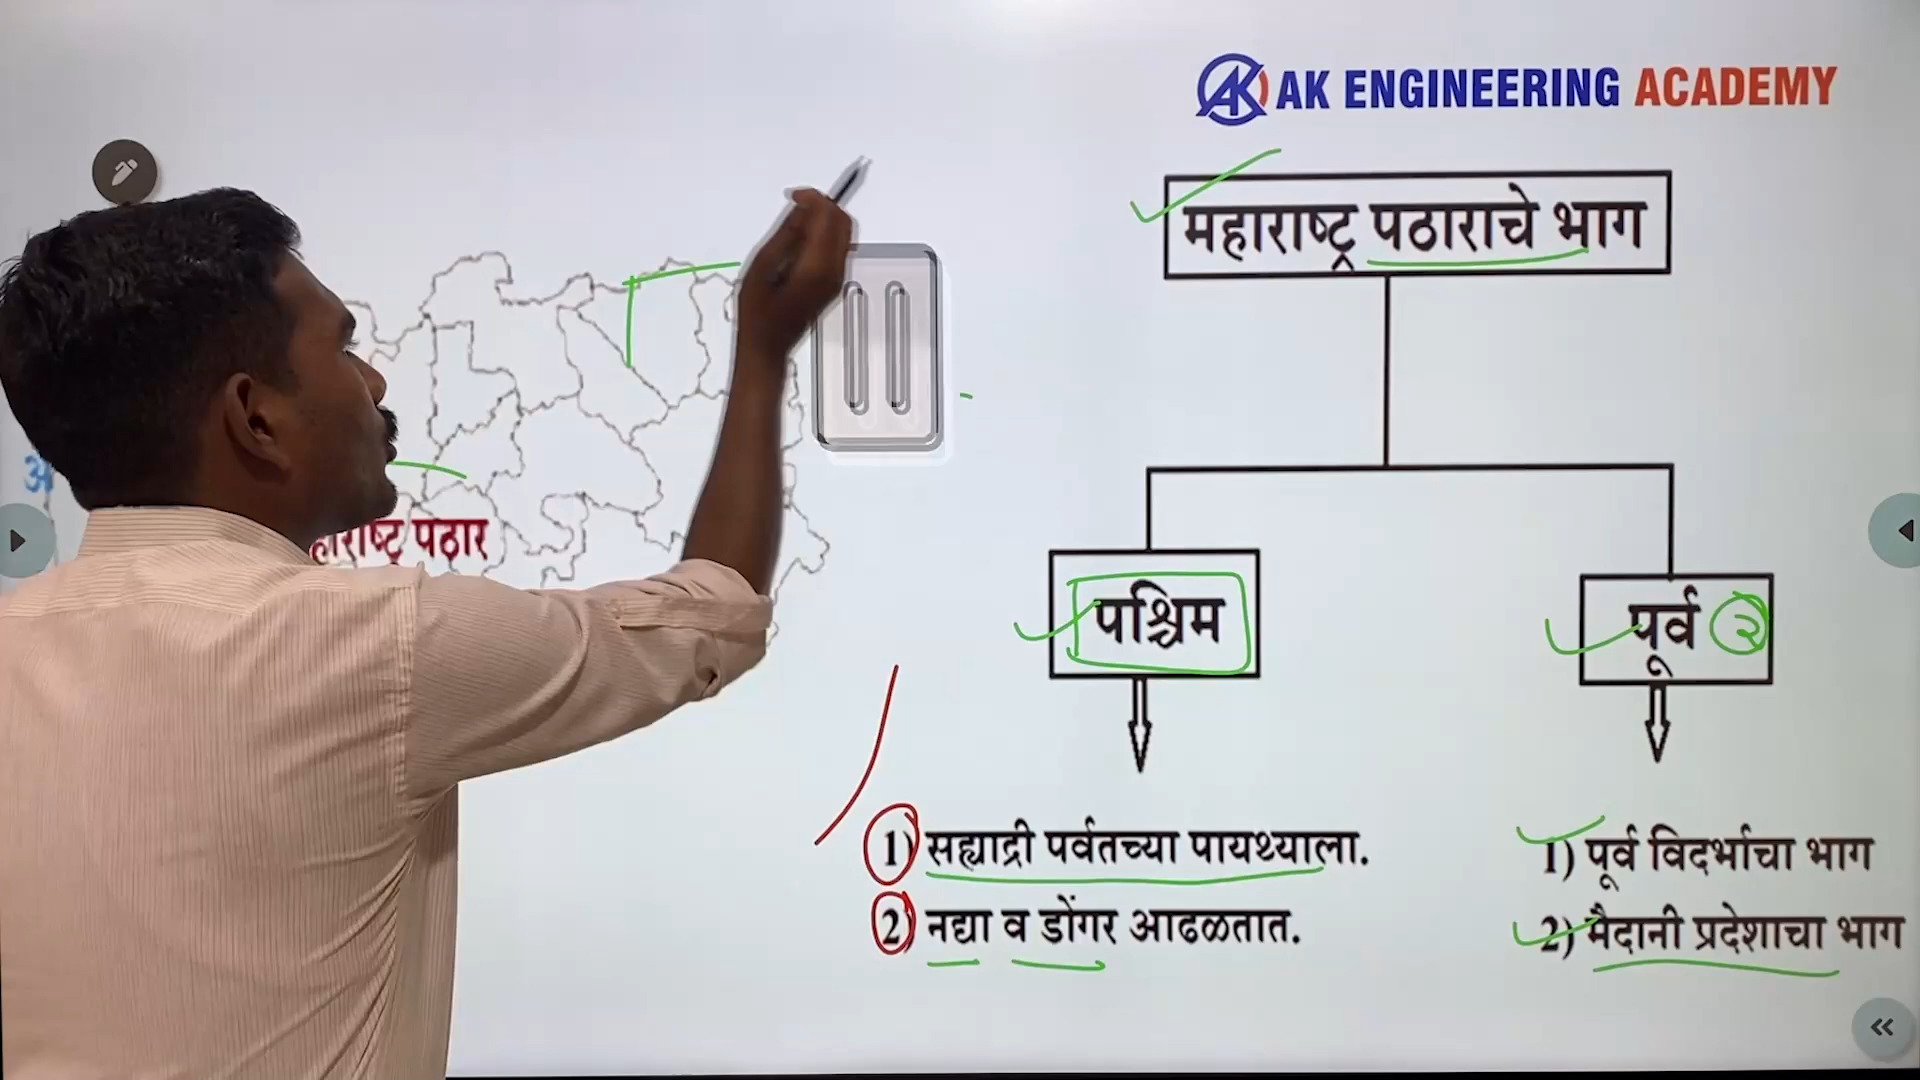 AK ENGINEERING ACADEMY
महाराष्ट्र पठाराचे भाग
पश्चिम
पूर्व २
पठार
1) सह्याद्री पर्वतच्या पायथ्याला.
2) नद्या व डोंगर आढळतात.
1) पूर्व विदर्भाचा भाग
2) मैदानी प्रदेशाचा भाग